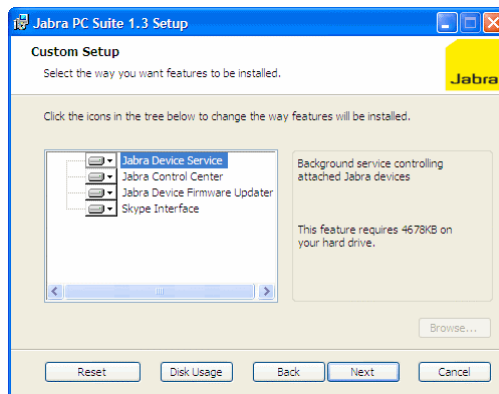 Jabra PC Suite 1.3 Setup
Custom Setup
Select the way you want features to be installed.
Jabra
Click the icons in the tree below to change the way features will be installed.
Jabra Device Service
Jabra Control Center
Jabra Device Firmware Updater
Skype Interface
Background service controlling
attached Jabra devices
This feature requires 4678KB on
your hard drive.
Browse...
Reset
Disk Usage
Back
Next
Cancel